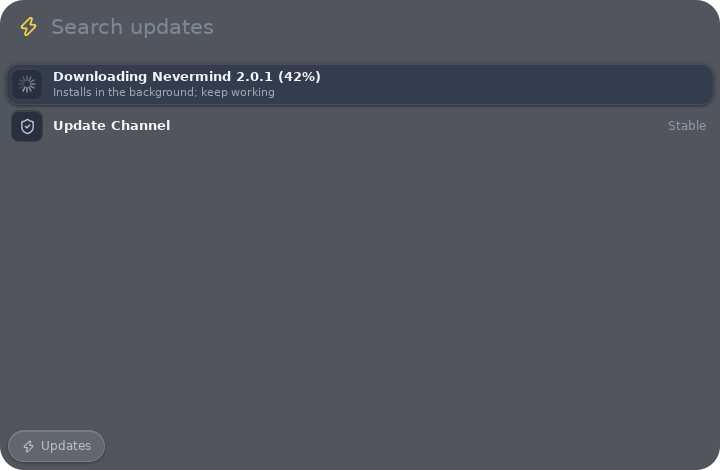 Search updates
Downloading Nevermind 2.0.1 (42%)
Installs in the background; keep working
Update Channel
Stable
Updates